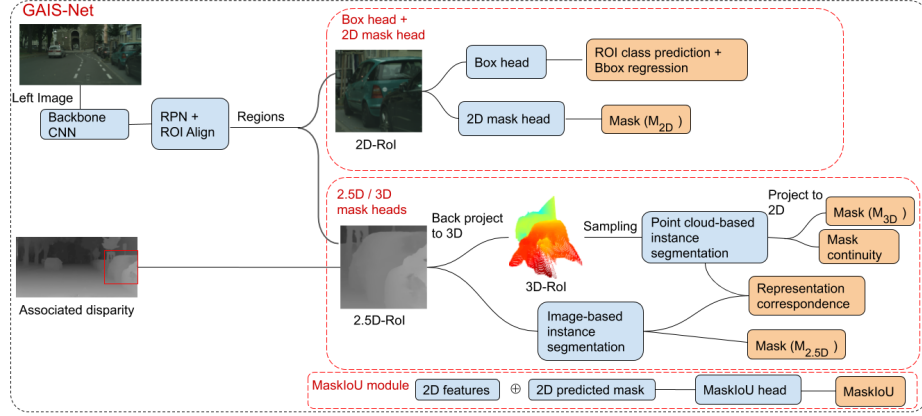 GAIS-Net
Left Image
Backbone
CNN
RPN +
ROI Align
Regions
Associated disparity
Box head +
2D mask head
2D-RoI
Box head
ROI class prediction +
Bbox regression
2D mask head
Mask (M2D )
2.5D / 3D
mask heads
2.5D-RoI
Back project
to 3D
3D-RoI
Sampling
Point cloud-based
instance
segmentation
Project to
2D
Mask (M3D )
Mask
continuity
Representation
correspondence
Image-based
instance
segmentation
Mask (M2.5D )
MaskIoU module
2D features
⊕
2D predicted mask
MaskIoU head
MaskIoU